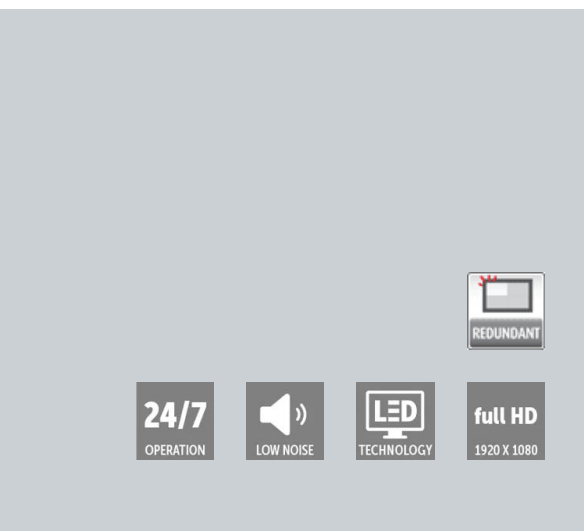 REDUNDANT
24/7
OPERATION
LOW NOISE
LED
TECHNOLOGY
full HD
1920 X 1080